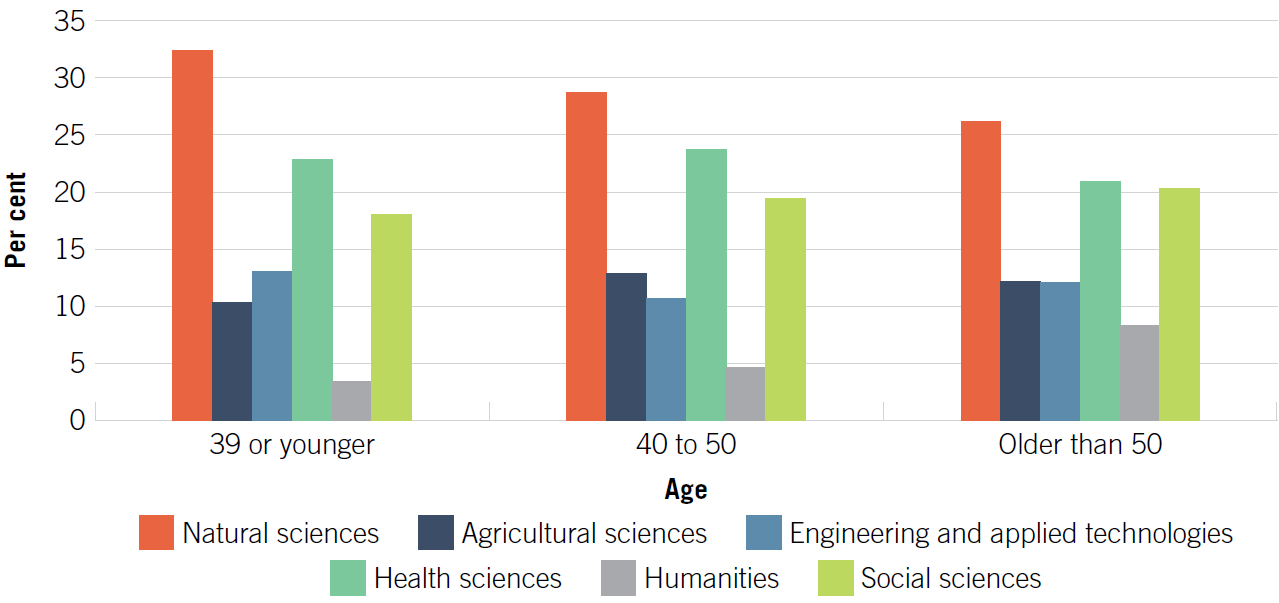 35
30
25
20
15
10
5
0
Per cent
39 or younger
40 to 50
Older than 50
Age
Natural sciences
Agricultural sciences
Engineering and applied technologies
Health sciences
Humanities
Social sciences